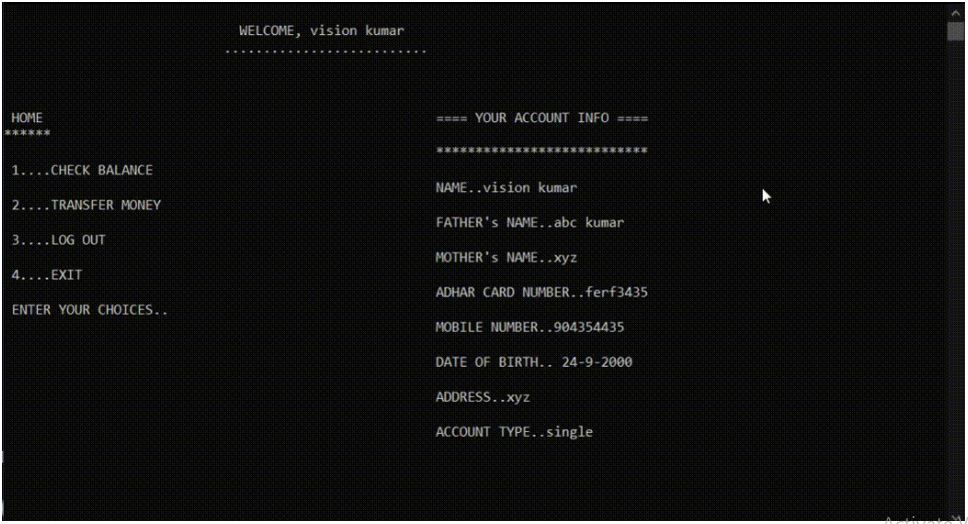 WELCOME, vision kumar
..........................
HOME
******
1....CHECK BALANCE
2....TRANSFER MONEY
3....LOG OUT
4....EXIT
ENTER YOUR CHOICES..
==== YOUR ACCOUNT INFO ====
***************************
NAME..vision kumar
FATHER's NAME..abc kumar
MOTHER's NAME..xyz
ADHAR CARD NUMBER..ferf3435
MOBILE NUMBER..904354435
DATE OF BIRTH.. 24-9-2000
ADDRESS..xyz
ACCOUNT TYPE..single